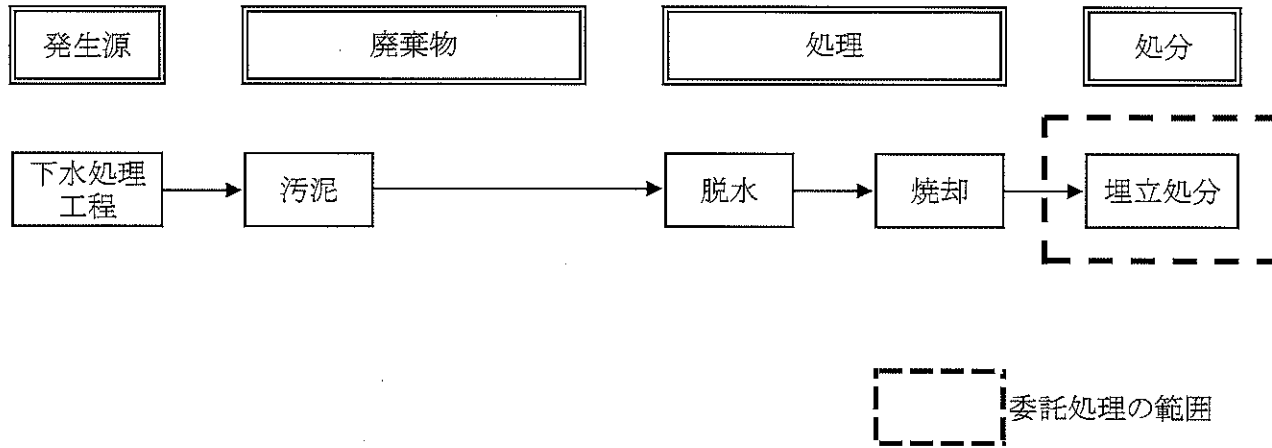 発生源
廃棄物
処理
処分
下水処理
工程
汚泥
脱水
焼却
埋立処分
委託処理の範囲